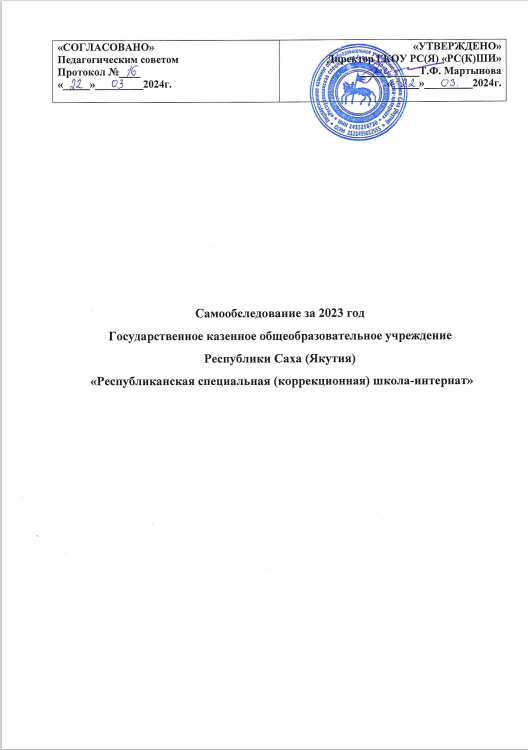 «СОГЛАСОВАНО»
Педагогическим советом
Протокол № 16
« 22 » 03 2024г.
«УТВЕРЖДЕНО»
Директор ГКОУ РС(Я) «РС(К)ШИ»
Т.Ф. Мартынова
« 22 » 03. 2024г.
Самообследование за 2023 год
Государственное казенное общеобразовательное учреждение
Республики Саха (Якутия)
«Республиканская специальная (коррекционная) школа-интернат»